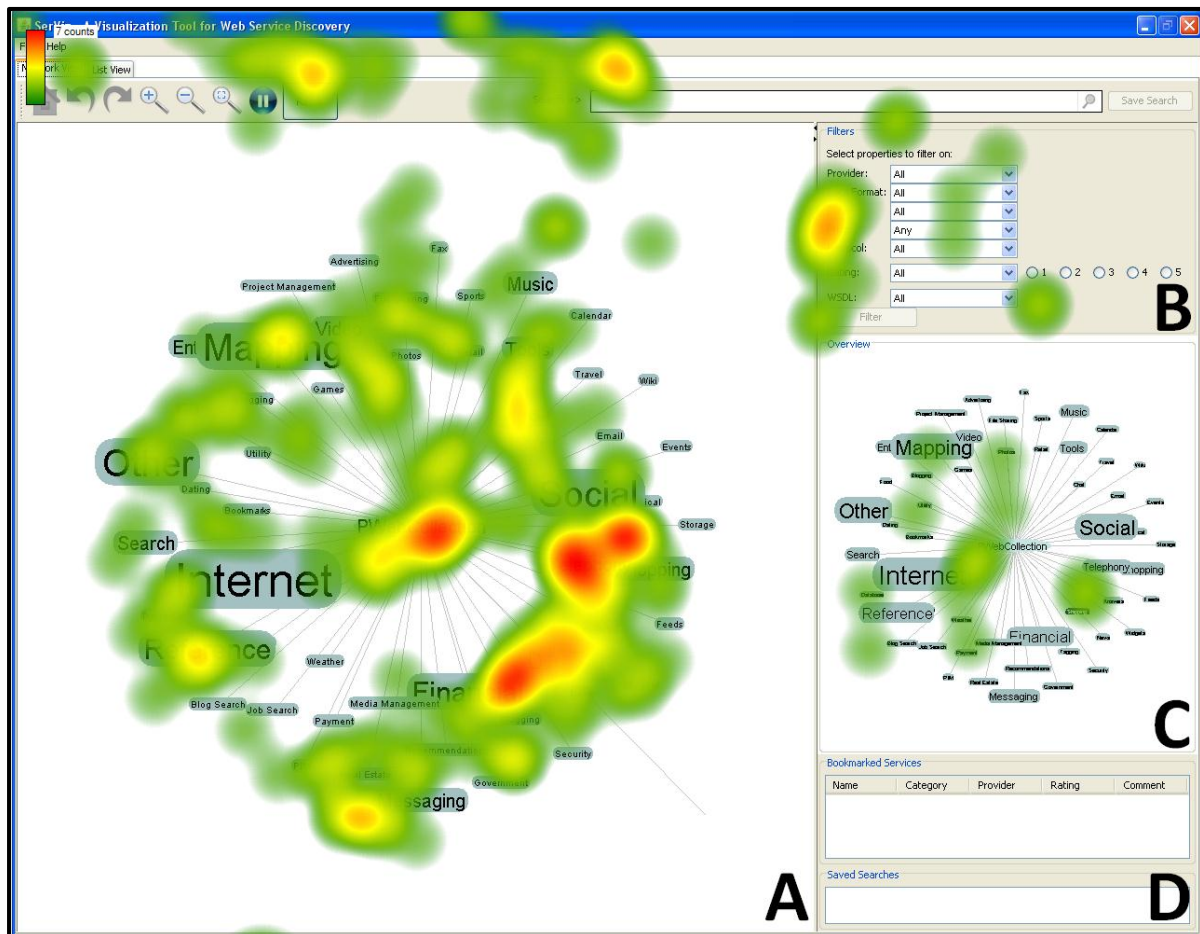 A Visualization Tool for Web Service Discovery
7 counts
Help
List View
Save Search
Filters
Select properties to filter on:
Provider: All
All
All
Any
All
All 1 2 3 4 5
WSDL: All
Filter
B
Fax
Advertising
Project Management
Sports
Music
Calendar
Mapping
Photos
Travel
Wiki
Games
Email
Events
Utility
Other
Dating
Social
Bookmarks
Storage
Search
Internet
Feeds
Reference
Weather
Blog Search
Job Search
Media Management
Payment
Security
Government
A
Overview
Fax
Advertising
Project Management
File Sharing
Sports
Music
Calendar
Video
Mapping
Photos
Retail
Tools
Games
Travel
Wiki
Blogging
Chat
Food
Email
Utility
Events
Other
Dating
Social
Bookmarks
Storage
Search
WebCollection
Telephony
Internet
Database
Feeds
Reference
Weather
Widgets
Financial
Blog Search
Job Search
Media Management
News
Payment
Tagging
Recommendations
Security
PIM
Real Estate
Government
Messaging
C
Bookmarked Services
Name Category Provider Rating Comment
Saved Searches
D